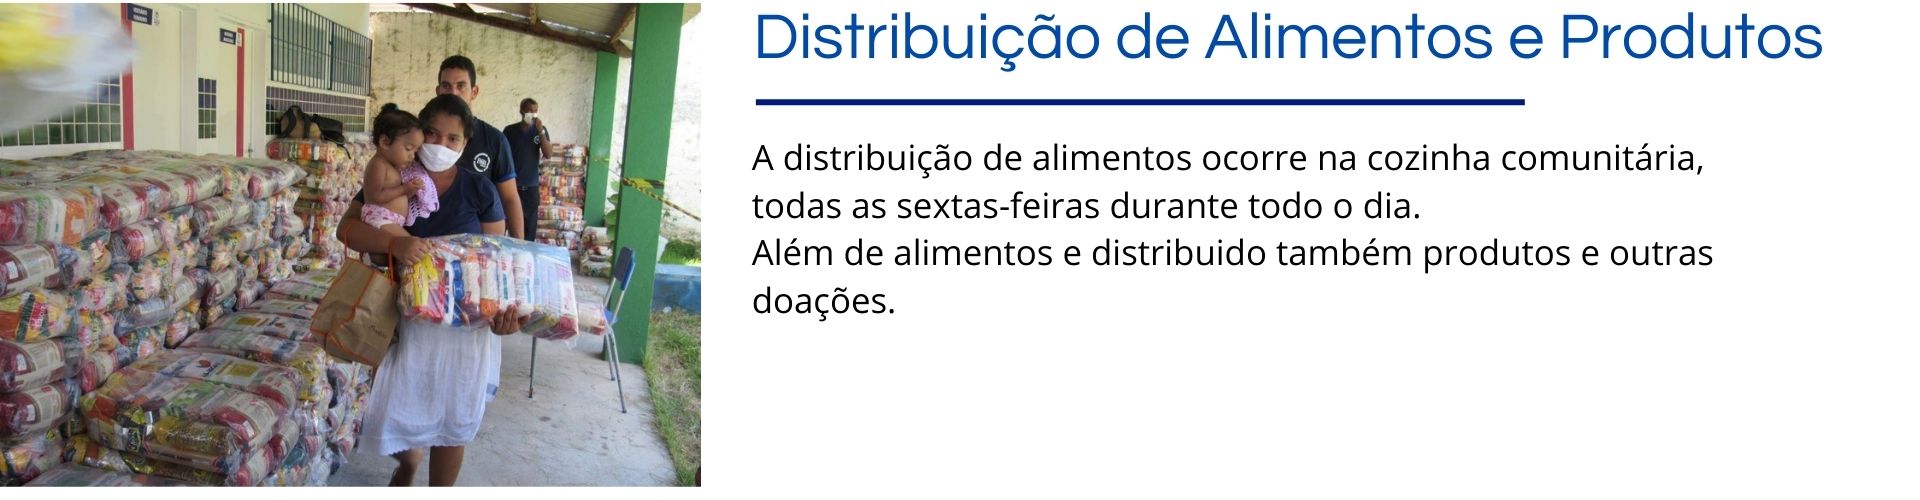 Distribuição de Alimentos e Produtos
A distribuição de alimentos ocorre na cozinha comunitária,
todas as sextas-feiras durante todo o dia.
Além de alimentos e distribuido também produtos e outras
doações.